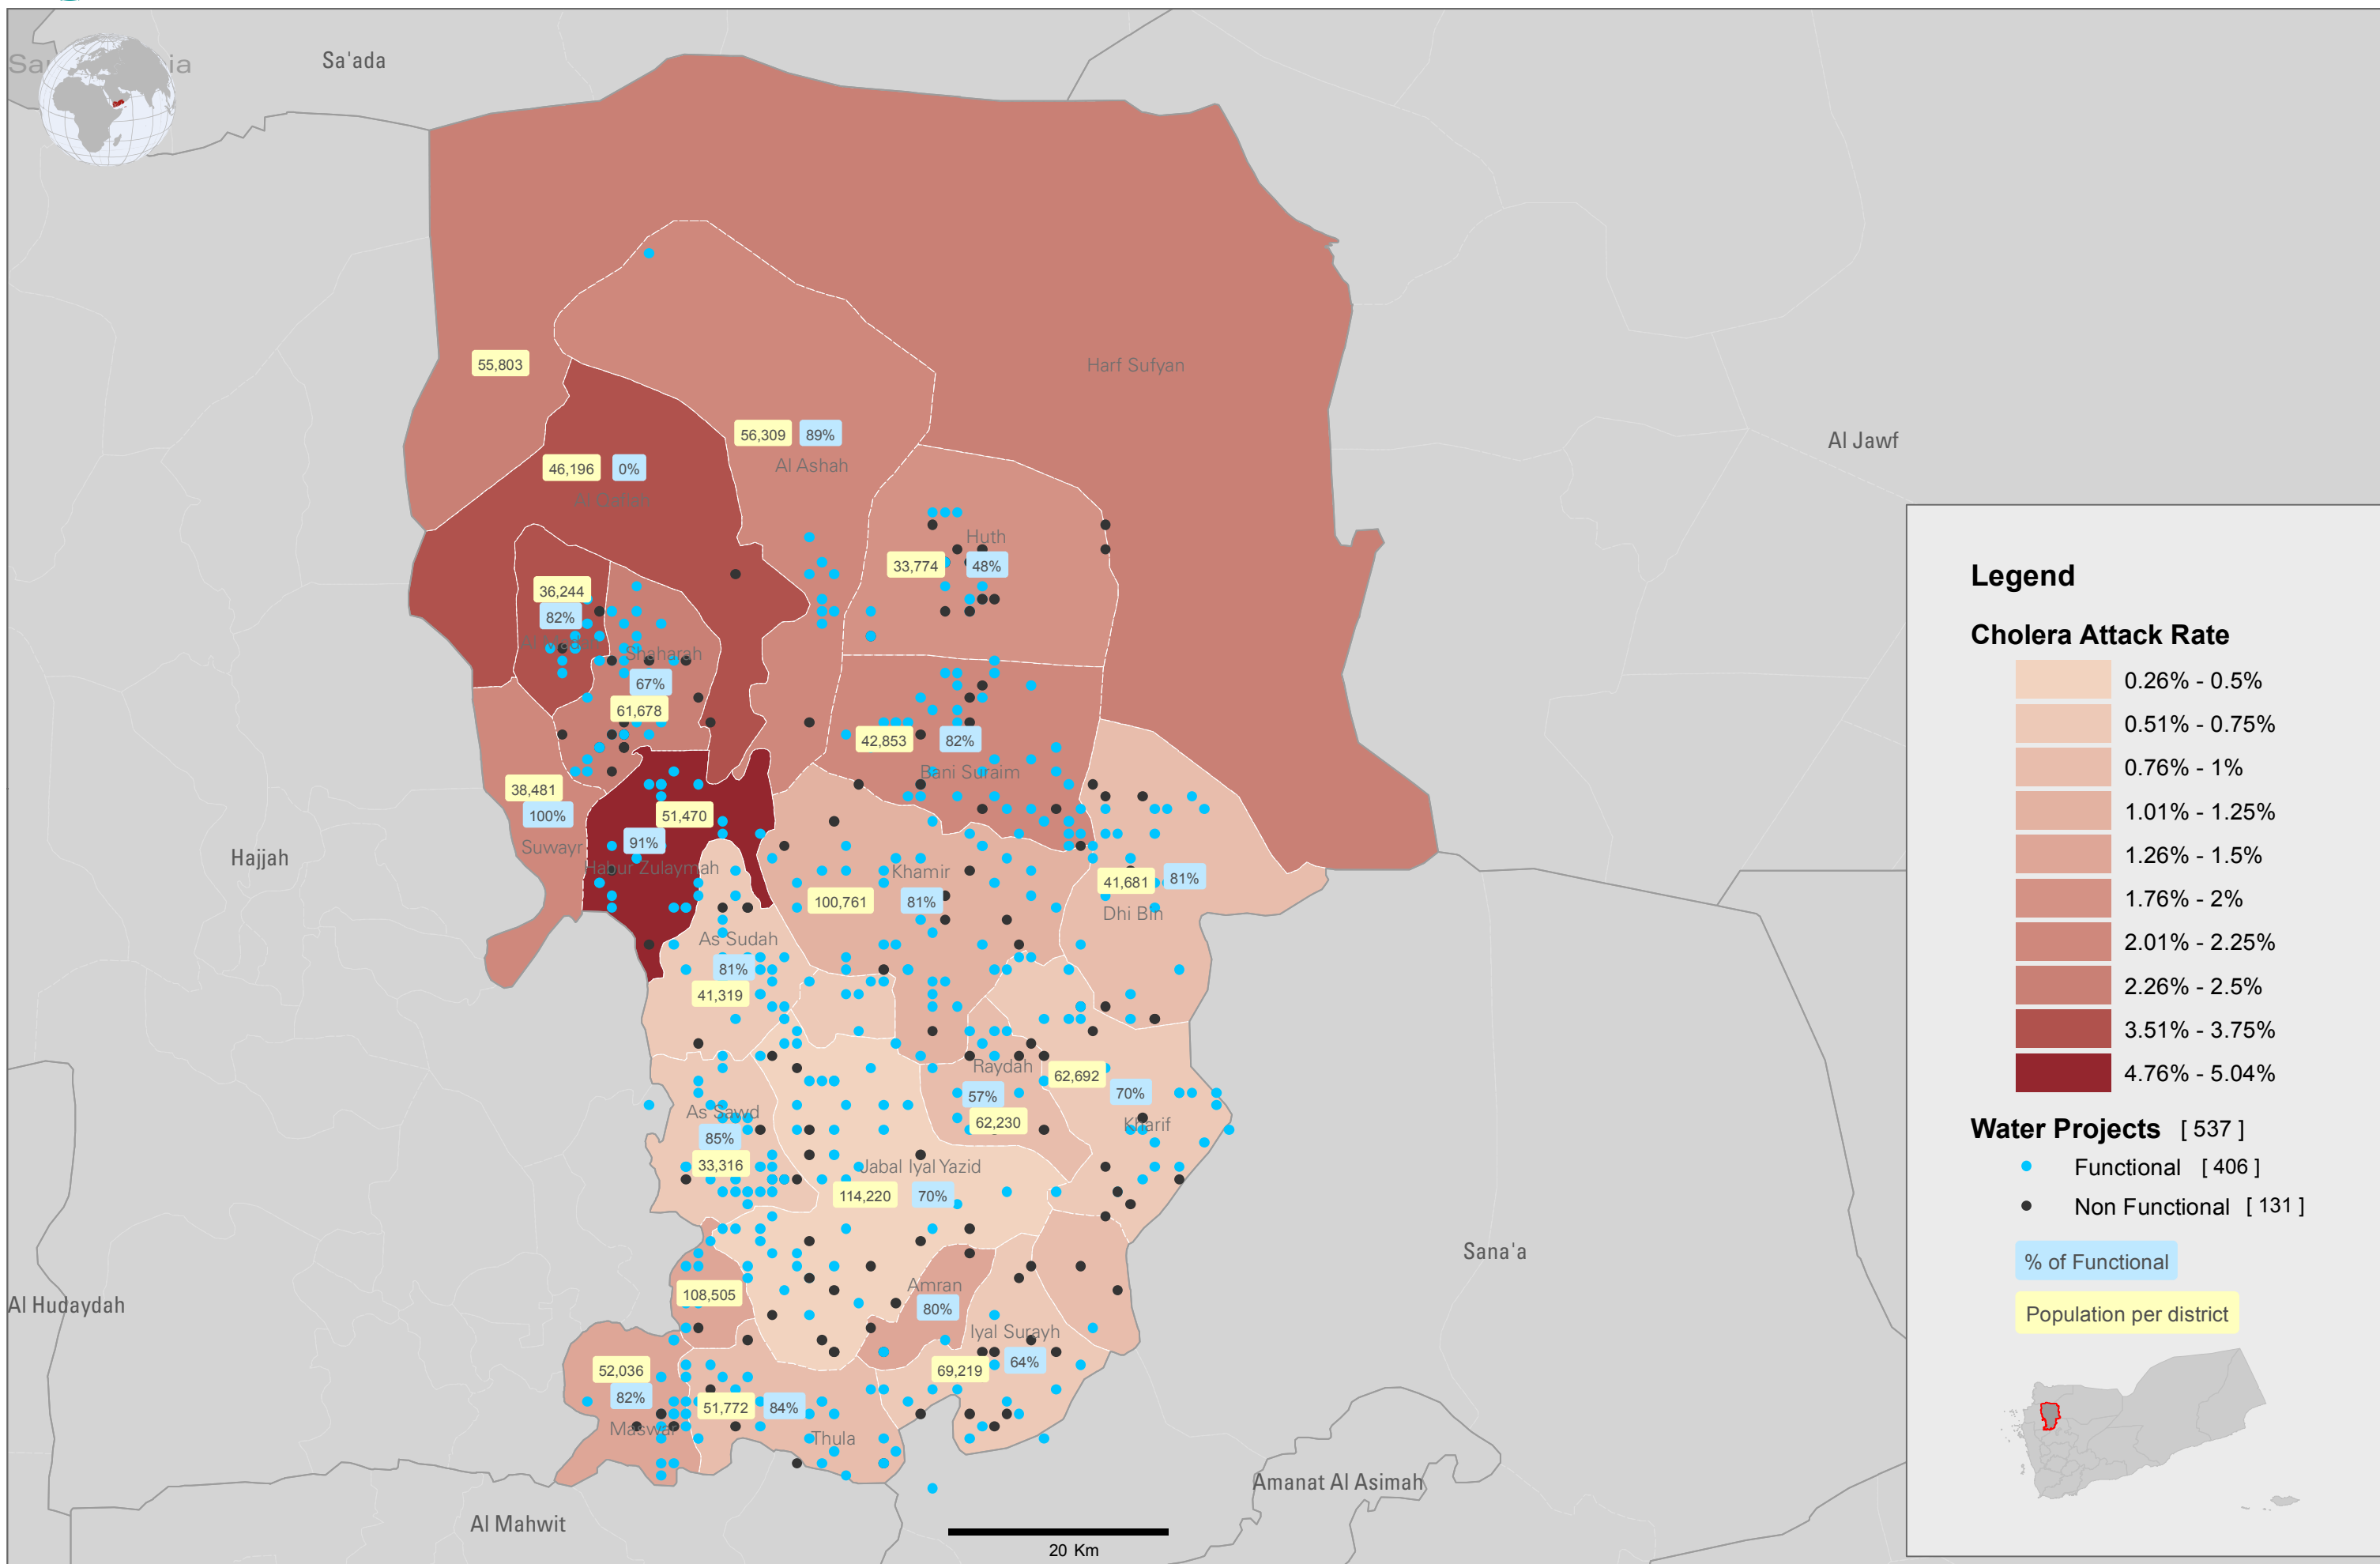 Sa'ada
Harf Sufyan
55,803
Al Jawf
56,309 89%
Al Ashah
46,196 0%
Huth
33,774 48%
36,244
82%
Shaharah
67%
61,678
42,853 82%
Bani Suraim
38,481
100%
Suwayr
51,470
91%
Habur Zulaymah
Hajjah
Khamir
100,761 81%
41,681 81%
Dhi Bin
As Sudah
81%
41,319
Raydah
57%
62,230
62,692
70%
Kharif
As Sawd
85%
33,316
Jabal Iyal Yazid
114,220 70%
Sana'a
Al Hudaydah
108,505
Amran
80%
Iyal Surayh
69,219 64%
52,036
82%
Maswar
51,772 84%
Thula
Amanat Al Asimah
Al Mahwit
20 Km
Legend
Cholera Attack Rate
0.26% - 0.5%
0.51% - 0.75%
0.76% - 1%
1.01% - 1.25%
1.26% - 1.5%
1.76% - 2%
2.01% - 2.25%
2.26% - 2.5%
3.51% - 3.75%
4.76% - 5.04%
Water Projects [ 537 ]
Functional [ 406 ]
Non Functional [ 131 ]
% of Functional
Population per district